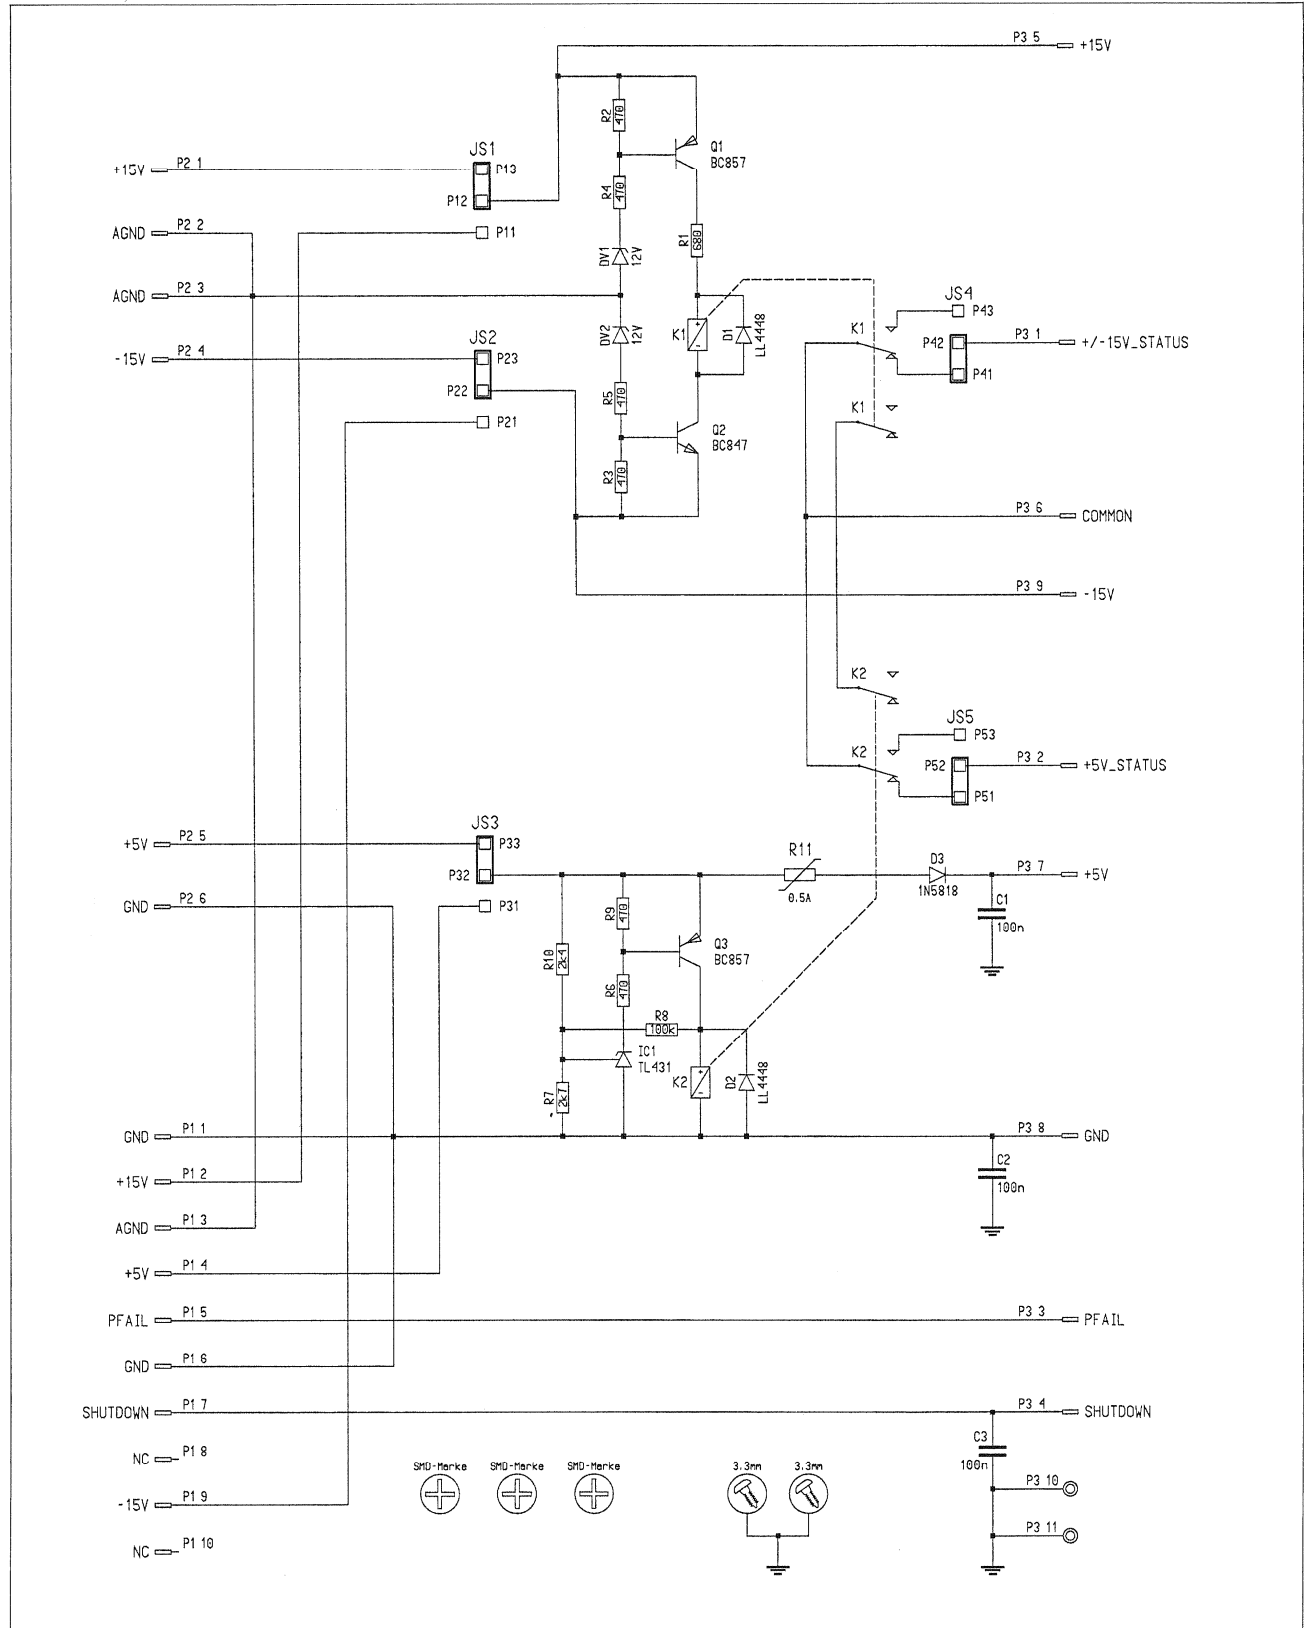 P3 5 +15V
R2 470
Q1
BC857
JS1
+15V P2 1 P13
R4 470
P12
AGND P2 2 P11
R1 680
DV1 12V
AGND P2 3
JS4
P43
JS2
DV2 12V
K1 D1 LL4448
K1
P42 P3 1 +/-15V_STATUS
-15V P2 4 P23
P41
P22
R5 470
K1
P21
Q2
BC847
R3 470
P3 6 COMMON
P3 9 -15V
K2
JS5
P53
K2
P52 P3 2 +5V_STATUS
P51
JS3
+5V P2 5 P33
R11
0.5A
D3
1N5818
P3 7 +5V
P32
GND P2 6 P31
R9 470
C1
100n
Q3
BC857
R10 2k4
R6 470
R8
100k
IC1
TL431
K2 D2 LL4448
R7 2k7
GND P1 1 P3 8 GND
C2
100n
+15V P1 2
AGND P1 3
+5V P1 4
PFAIL P1 5 P3 3 PFAIL
GND P1 6
SHUTDOWN P1 7 P3 4 SHUTDOWN
C3
100n
NC P1 8
SMD-Marke SMD-Marke SMD-Marke 3.3mm 3.3mm
P3 10
-15V P1 9
P3 11
NC P1 10